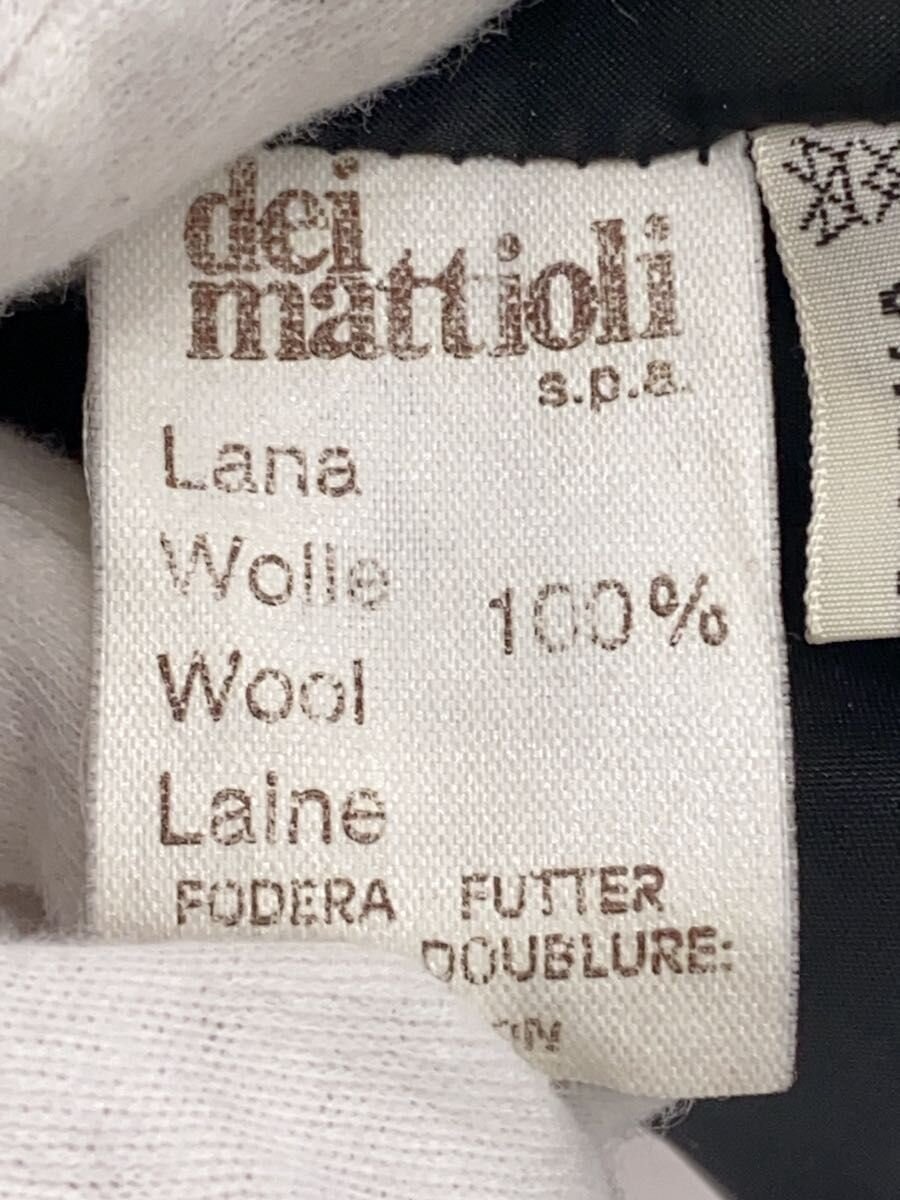 dei
mattioli
s.p.a.
Lana
Wolle
100%
Wool
Laine
FODERA FUTTER
DOUBLURE: